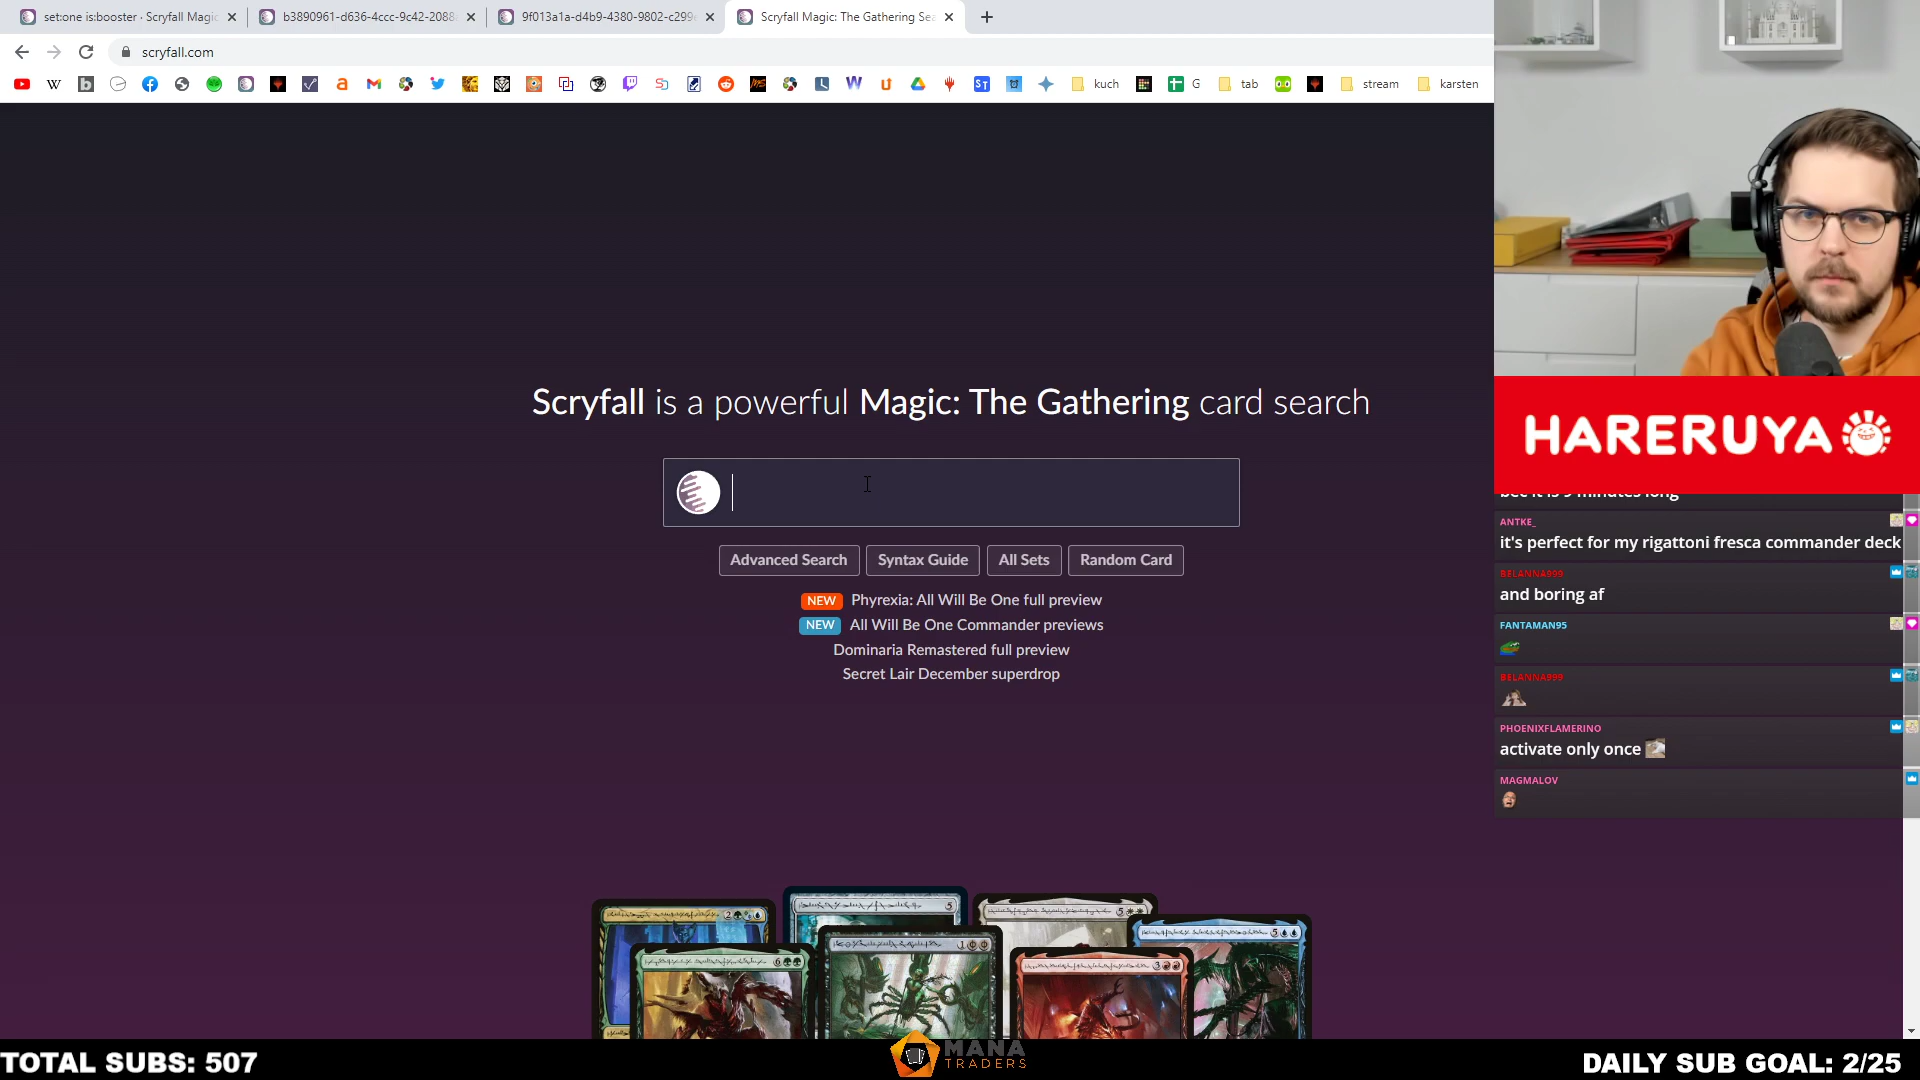 set:one is:booster · Scryfall Magic
b3890961-d636-4ccc-9c42-2088
9f013a1a-d4b9-4380-9802-c299
Scryfall Magic: The Gathering Sea
scryfall.com
kuch
G
tab
stream
karsten
Scryfall is a powerful Magic: The Gathering card search
Advanced Search
Syntax Guide
All Sets
Random Card
NEW Phyrexia: All Will Be One full preview
NEW All Will Be One Commander previews
Dominaria Remastered full preview
Secret Lair December superdrop
HARERUYA
ANTKE_
it's perfect for my rigattoni fresca commander deck
BELANNA999
and boring af
FANTAMAN95
BELANNA999
PHOENIXFLAMERINO
activate only once
MAGMALOV
TOTAL SUBS: 507
MANA
TRADERS
DAILY SUB GOAL: 2/25